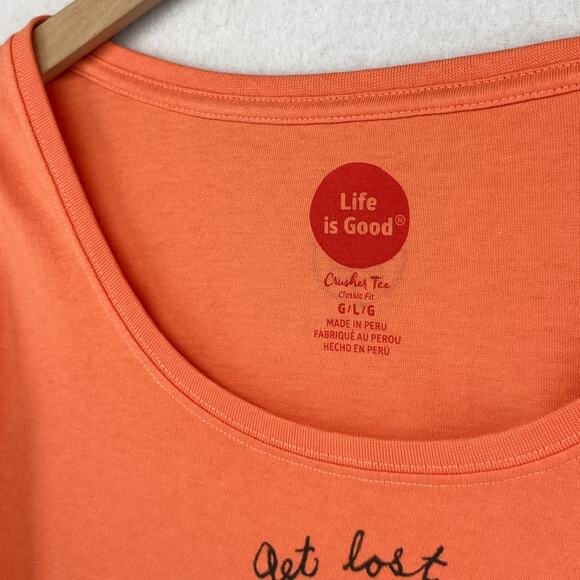 Life
is Good®
Crusher Tee
Classic Fit
G/L/G
MADE IN PERU
FABRIQUÉ AU PEROU
HECHO EN PERÚ
Get lost